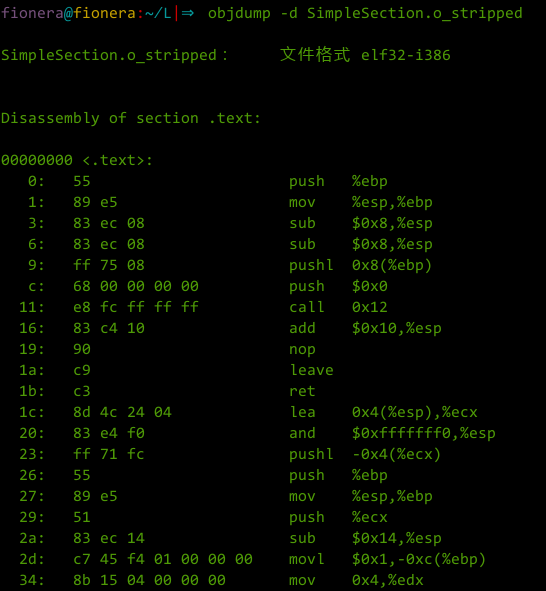 fionera@fionera:~/L|⇒ objdump -d SimpleSection.o_stripped
SimpleSection.o_stripped： 文件格式 elf32-i386
Disassembly of section .text:
00000000 <.text>:
0: 55 push %ebp
1: 89 e5 mov %esp,%ebp
3: 83 ec 08 sub $0x8,%esp
6: 83 ec 08 sub $0x8,%esp
9: ff 75 08 pushl 0x8(%ebp)
c: 68 00 00 00 00 push $0x0
11: e8 fc ff ff ff call 0x12
16: 83 c4 10 add $0x10,%esp
19: 90 nop
1a: c9 leave
1b: c3 ret
1c: 8d 4c 24 04 lea 0x4(%esp),%ecx
20: 83 e4 f0 and $0xfffffff0,%esp
23: ff 71 fc pushl -0x4(%ecx)
26: 55 push %ebp
27: 89 e5 mov %esp,%ebp
29: 51 push %ecx
2a: 83 ec 14 sub $0x14,%esp
2d: c7 45 f4 01 00 00 00 movl $0x1,-0xc(%ebp)
34: 8b 15 04 00 00 00 mov 0x4,%edx